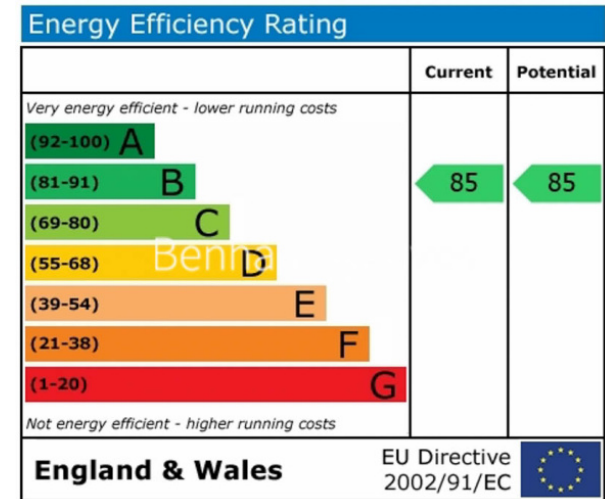 Energy Efficiency Rating
Current Potential
Very energy efficient - lower running costs
(92-100) A
(81-91) B 85 85
(69-80) C
(55-68) D
(39-54) E
(21-38) F
(1-20) G
Not energy efficient - higher running costs
England & Wales
EU Directive
2002/91/EC